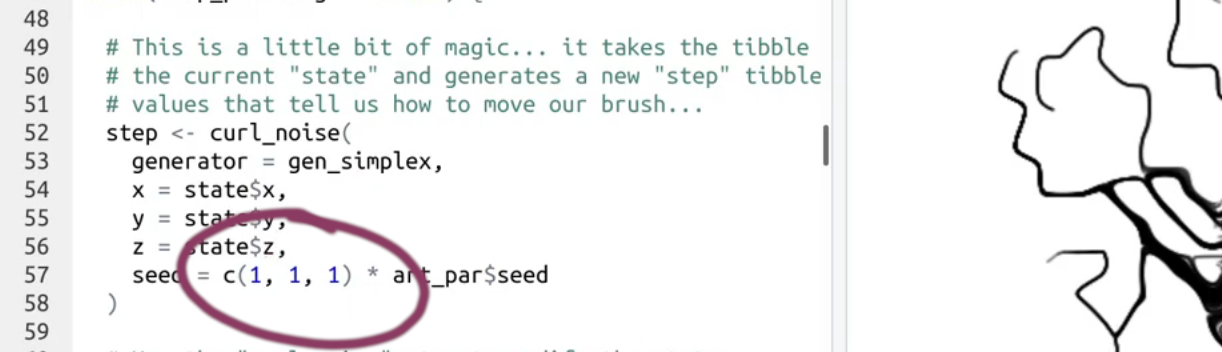 48
49 # This is a little bit of magic... it takes the tibble
50 # the current "state" and generates a new "step" tibble
51 # values that tell us how to move our brush...
52 step <- curl_noise(
53 generator = gen_simplex,
54 x = state$x,
55 y = state$y,
56 z = state$z,
57 seed = c(1, 1, 1) * art_par$seed
58 )
59